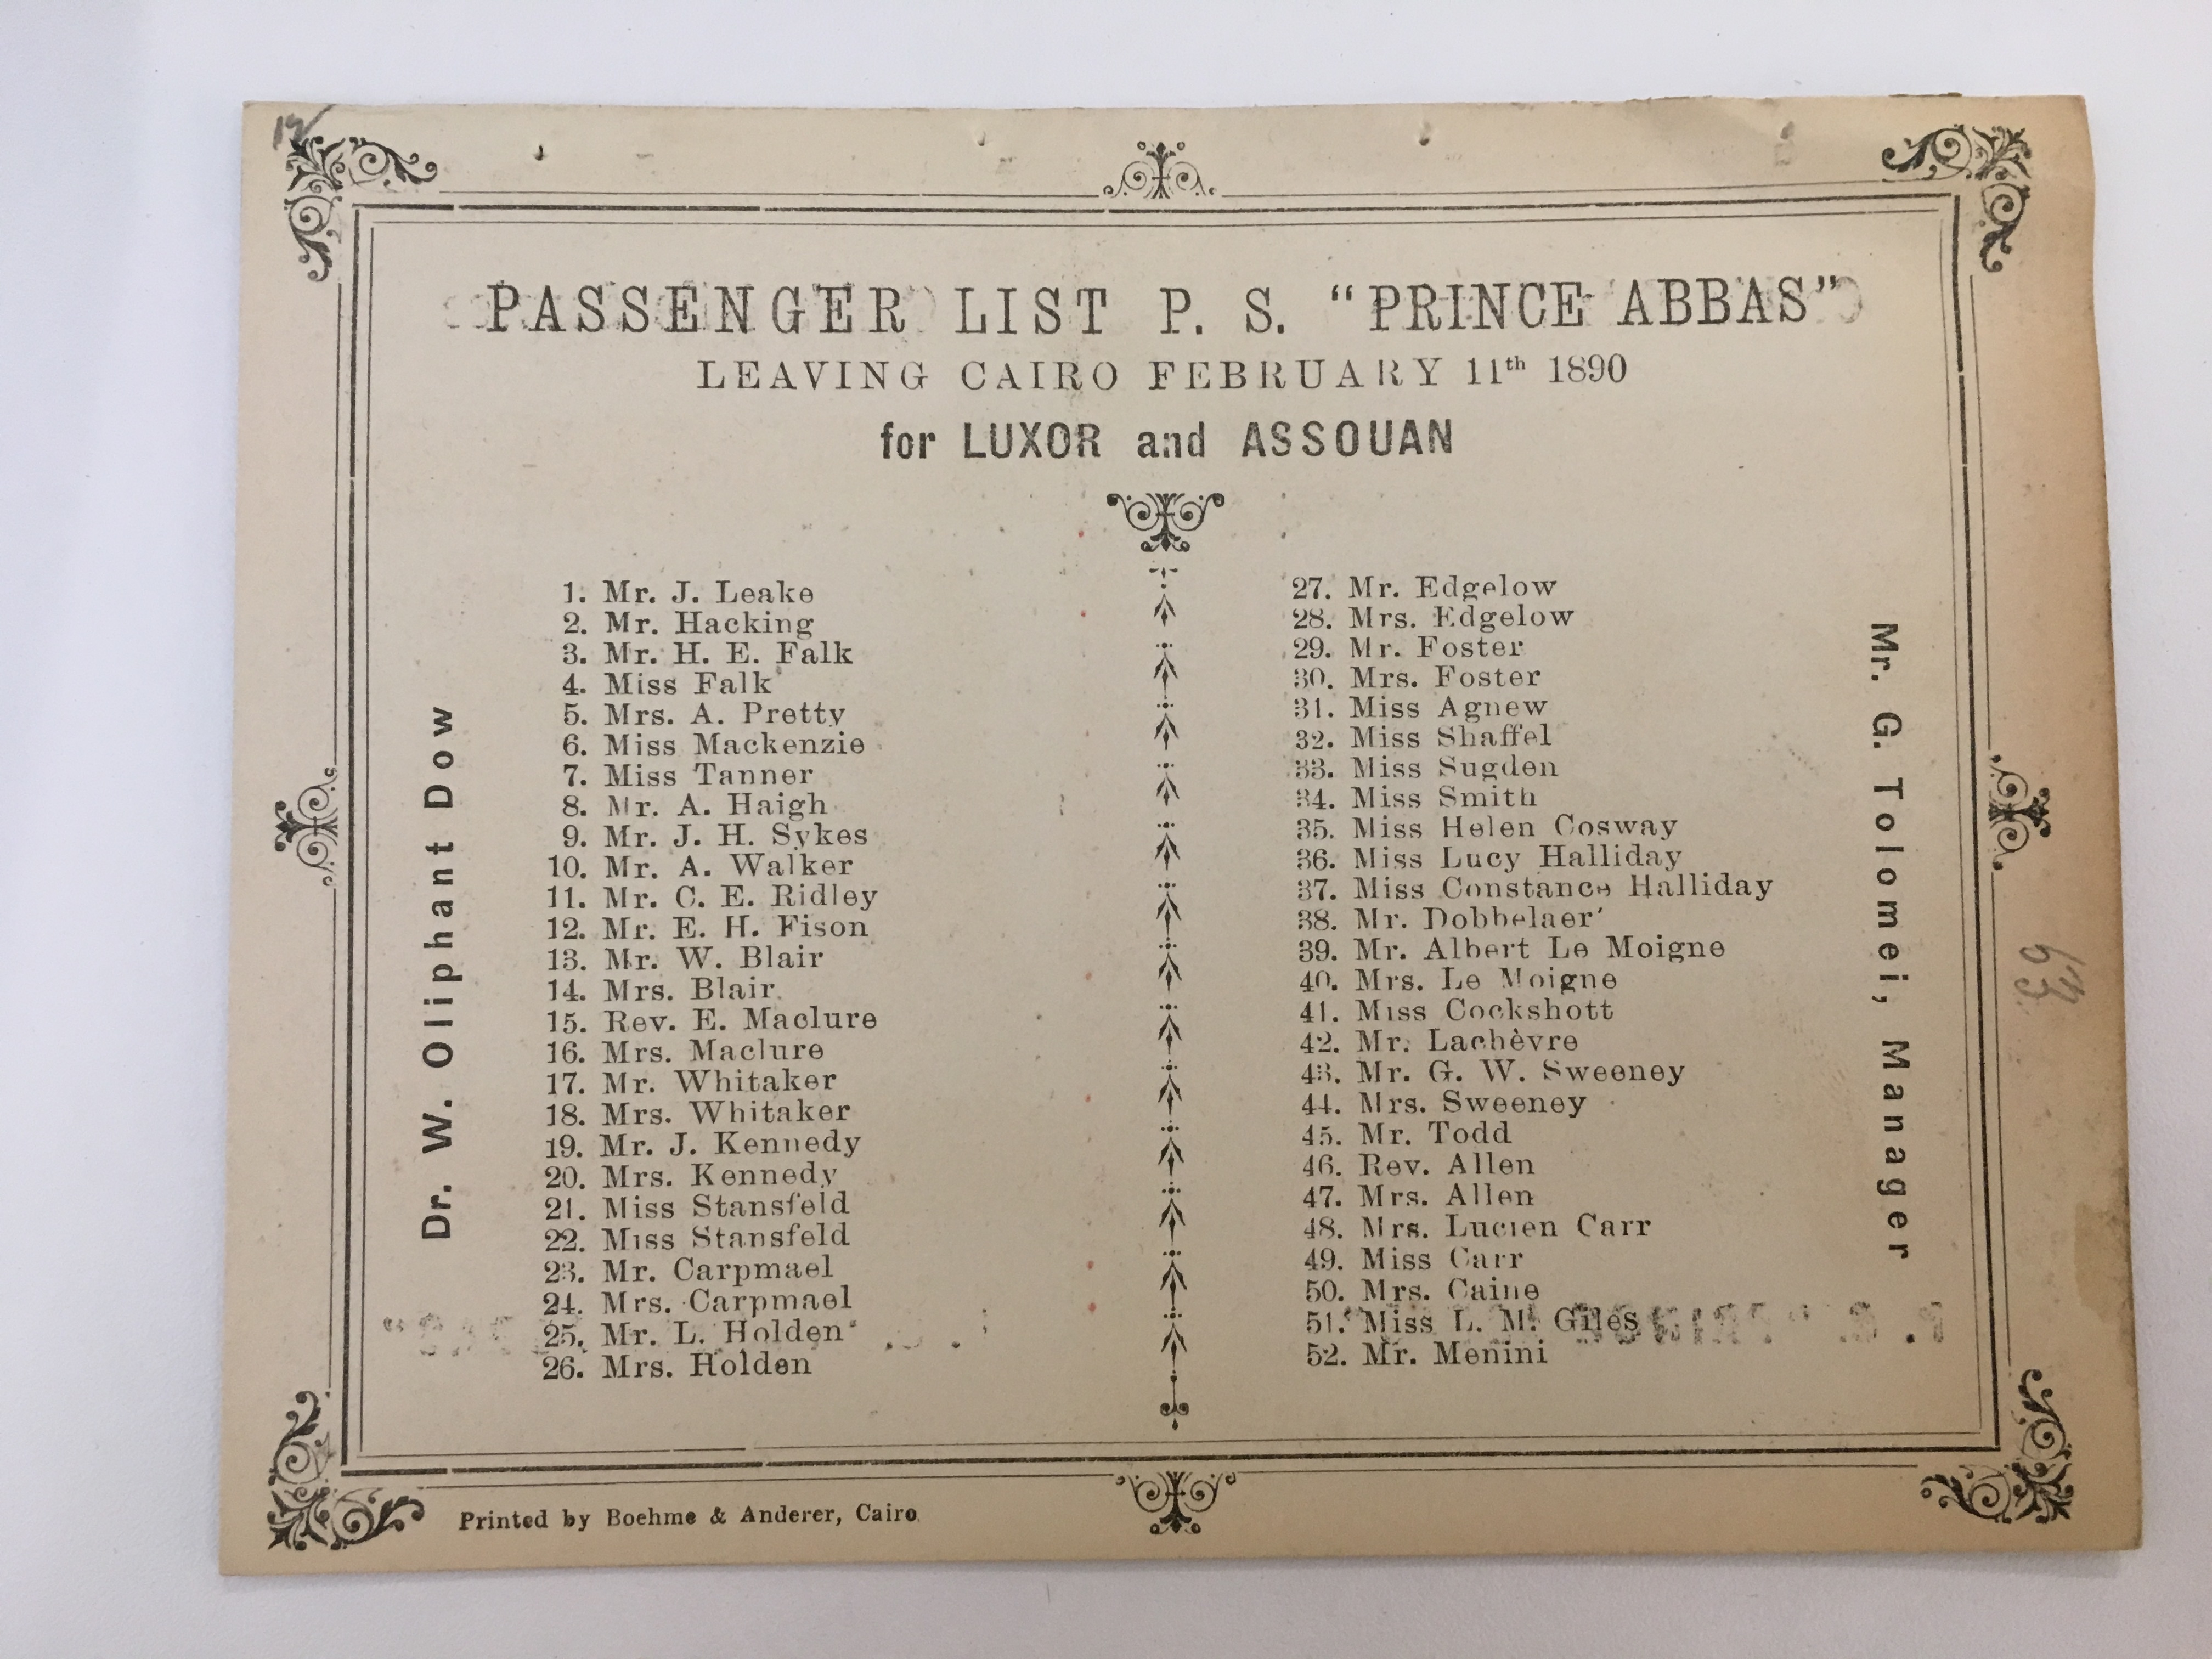 PASSENGER LIST P. S. “PRINCE ABBAS”
LEAVING CAIRO FEBRUARY 11th 1890
for LUXOR and ASSOUAN
Dr. W. Oliphant Dow
1. Mr. J. Leake
2. Mr. Hacking
3. Mr. H. E. Falk
4. Miss Falk
5. Mrs. A. Pretty
6. Miss Mackenzie
7. Miss Tanner
8. Mr. A. Haigh
9. Mr. J. H. Sykes
10. Mr. A. Walker
11. Mr. C. E. Ridley
12. Mr. E. H. Fison
13. Mr. W. Blair
14. Mrs. Blair
15. Rev. E. Maclure
16. Mrs. Maclure
17. Mr. Whitaker
18. Mrs. Whitaker
19. Mr. J. Kennedy
20. Mrs. Kennedy
21. Miss Stansfeld
22. Miss Stansfeld
23. Mr. Carpmael
24. Mrs. Carpmael
25. Mr. L. Holden
26. Mrs. Holden
27. Mr. Edgelow
28. Mrs. Edgelow
29. Mr. Foster
30. Mrs. Foster
31. Miss Agnew
32. Miss Shaffel
33. Miss Sugden
34. Miss Smith
35. Miss Helen Cosway
36. Miss Lucy Halliday
37. Miss Constance Halliday
38. Mr. Dobbelaer
39. Mr. Albert Le Moigne
40. Mrs. Le Moigne
41. Miss Cockshott
42. Mr. Lachèvre
43. Mr. G. W. Sweeney
44. Mrs. Sweeney
45. Mr. Todd
46. Rev. Allen
47. Mrs. Allen
48. Mrs. Lucien Carr
49. Miss Carr
50. Mrs. Caine
51. Miss L. M. Giles
52. Mr. Menini
Mr. G. Tolomei, Manager
Printed by Boehme & Anderer, Cairo